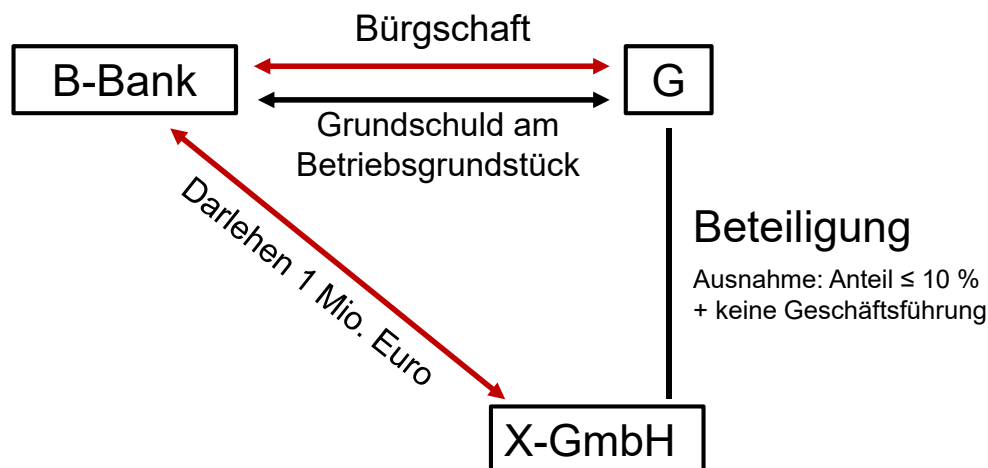 Bürgschaft
B-Bank
G
Grundschuld am
Betriebsgrundstück
Darlehen 1 Mio. Euro
Beteiligung
Ausnahme: Anteil ≤ 10 %
+ keine Geschäftsführung
X-GmbH